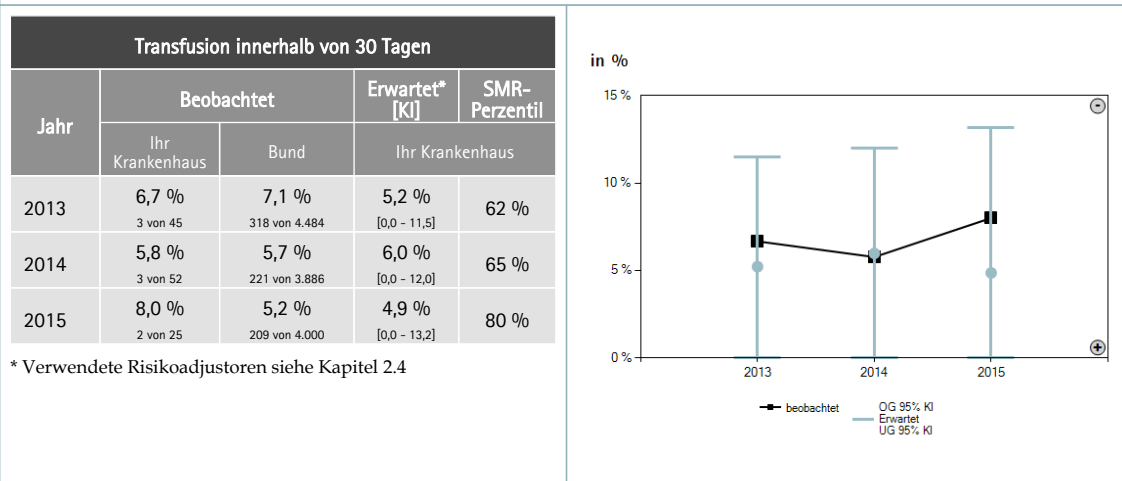 Transfusion innerhalb von 30 Tagen
Jahr
Beobachtet
Erwartet*
[KI]
SMR-
Perzentil
Ihr
Krankenhaus
Bund
Ihr Krankenhaus
2013
6,7 %
3 von 45
7,1 %
318 von 4.484
5,2 %
[0,0 - 11,5]
62 %
2014
5,8 %
3 von 52
5,7 %
221 von 3.886
6,0 %
[0,0 - 12,0]
65 %
2015
8,0 %
2 von 25
5,2 %
209 von 4.000
4,9 %
[0,0 - 13,2]
80 %
* Verwendete Risikoadjustoren siehe Kapitel 2.4
in %
15 %
10 %
5 %
0 %
-
+
2013
2014
2015
beobachtet
OG 95% KI
Erwartet
UG 95% KI